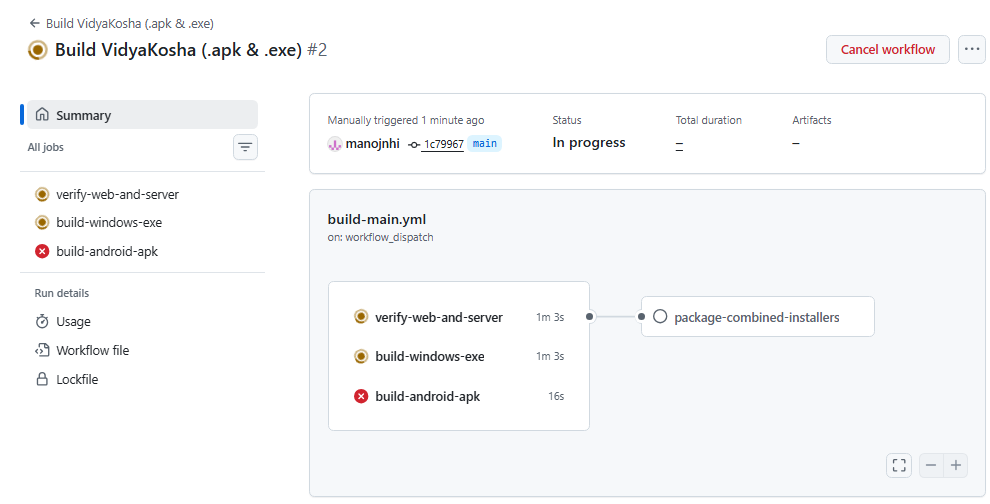 Build VidyaKosha (.apk & .exe)
Build VidyaKosha (.apk & .exe) #2
Cancel workflow
Summary
All jobs
verify-web-and-server
build-windows-exe
build-android-apk
Run details
Usage
Workflow file
Lockfile
Manually triggered 1 minute ago
manojnhi 1c79967 main
Status
In progress
Total duration
–
Artifacts
–
build-main.yml
on: workflow_dispatch
verify-web-and-server 1m 3s
build-windows-exe 1m 3s
build-android-apk 16s
package-combined-installers